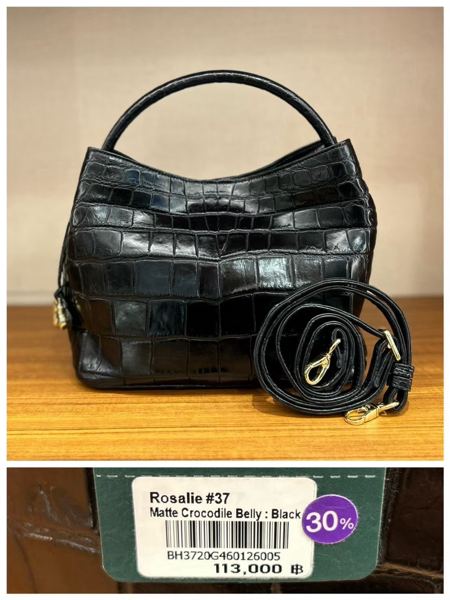 Rosalie #37
Matte Crocodile Belly : Black
30%
BH3720G460126005
113,000 ฿